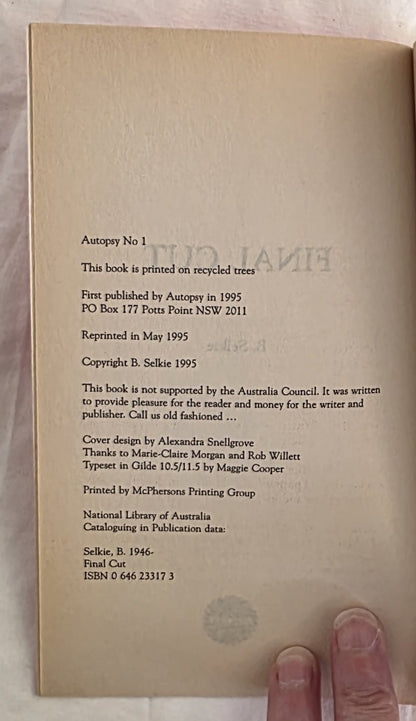 Autopsy No 1
This book is printed on recycled trees
First published by Autopsy in 1995
PO Box 177 Potts Point NSW 2011
Reprinted in May 1995
Copyright B. Selkie 1995
This book is not supported by the Australia Council. It was written
to provide pleasure for the reader and money for the writer and
publisher. Call us old fashioned ...
Cover design by Alexandra Snellgrove
Thanks to Marie-Claire Morgan and Rob Willett
Typeset in Gilde 10.5/11.5 by Maggie Cooper
Printed by McPhersons Printing Group
National Library of Australia
Cataloguing in Publication data:
Selkie, B. 1946-
Final Cut
ISBN 0 646 23317 3
FINAL CUT
B. Selkie